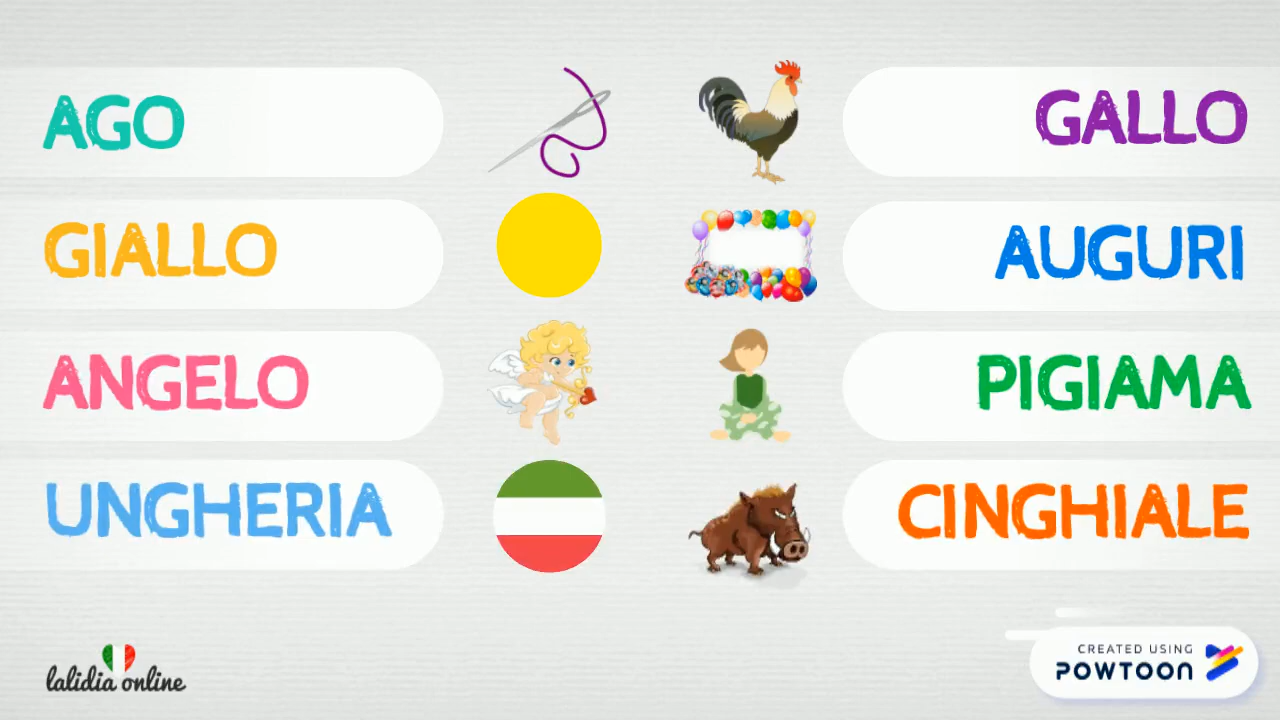 AGO
GALLO
GIALLO
AUGURI
ANGELO
PIGIAMA
UNGHERIA
CINGHIALE
lalidia online
CREATED USING
POWTOON